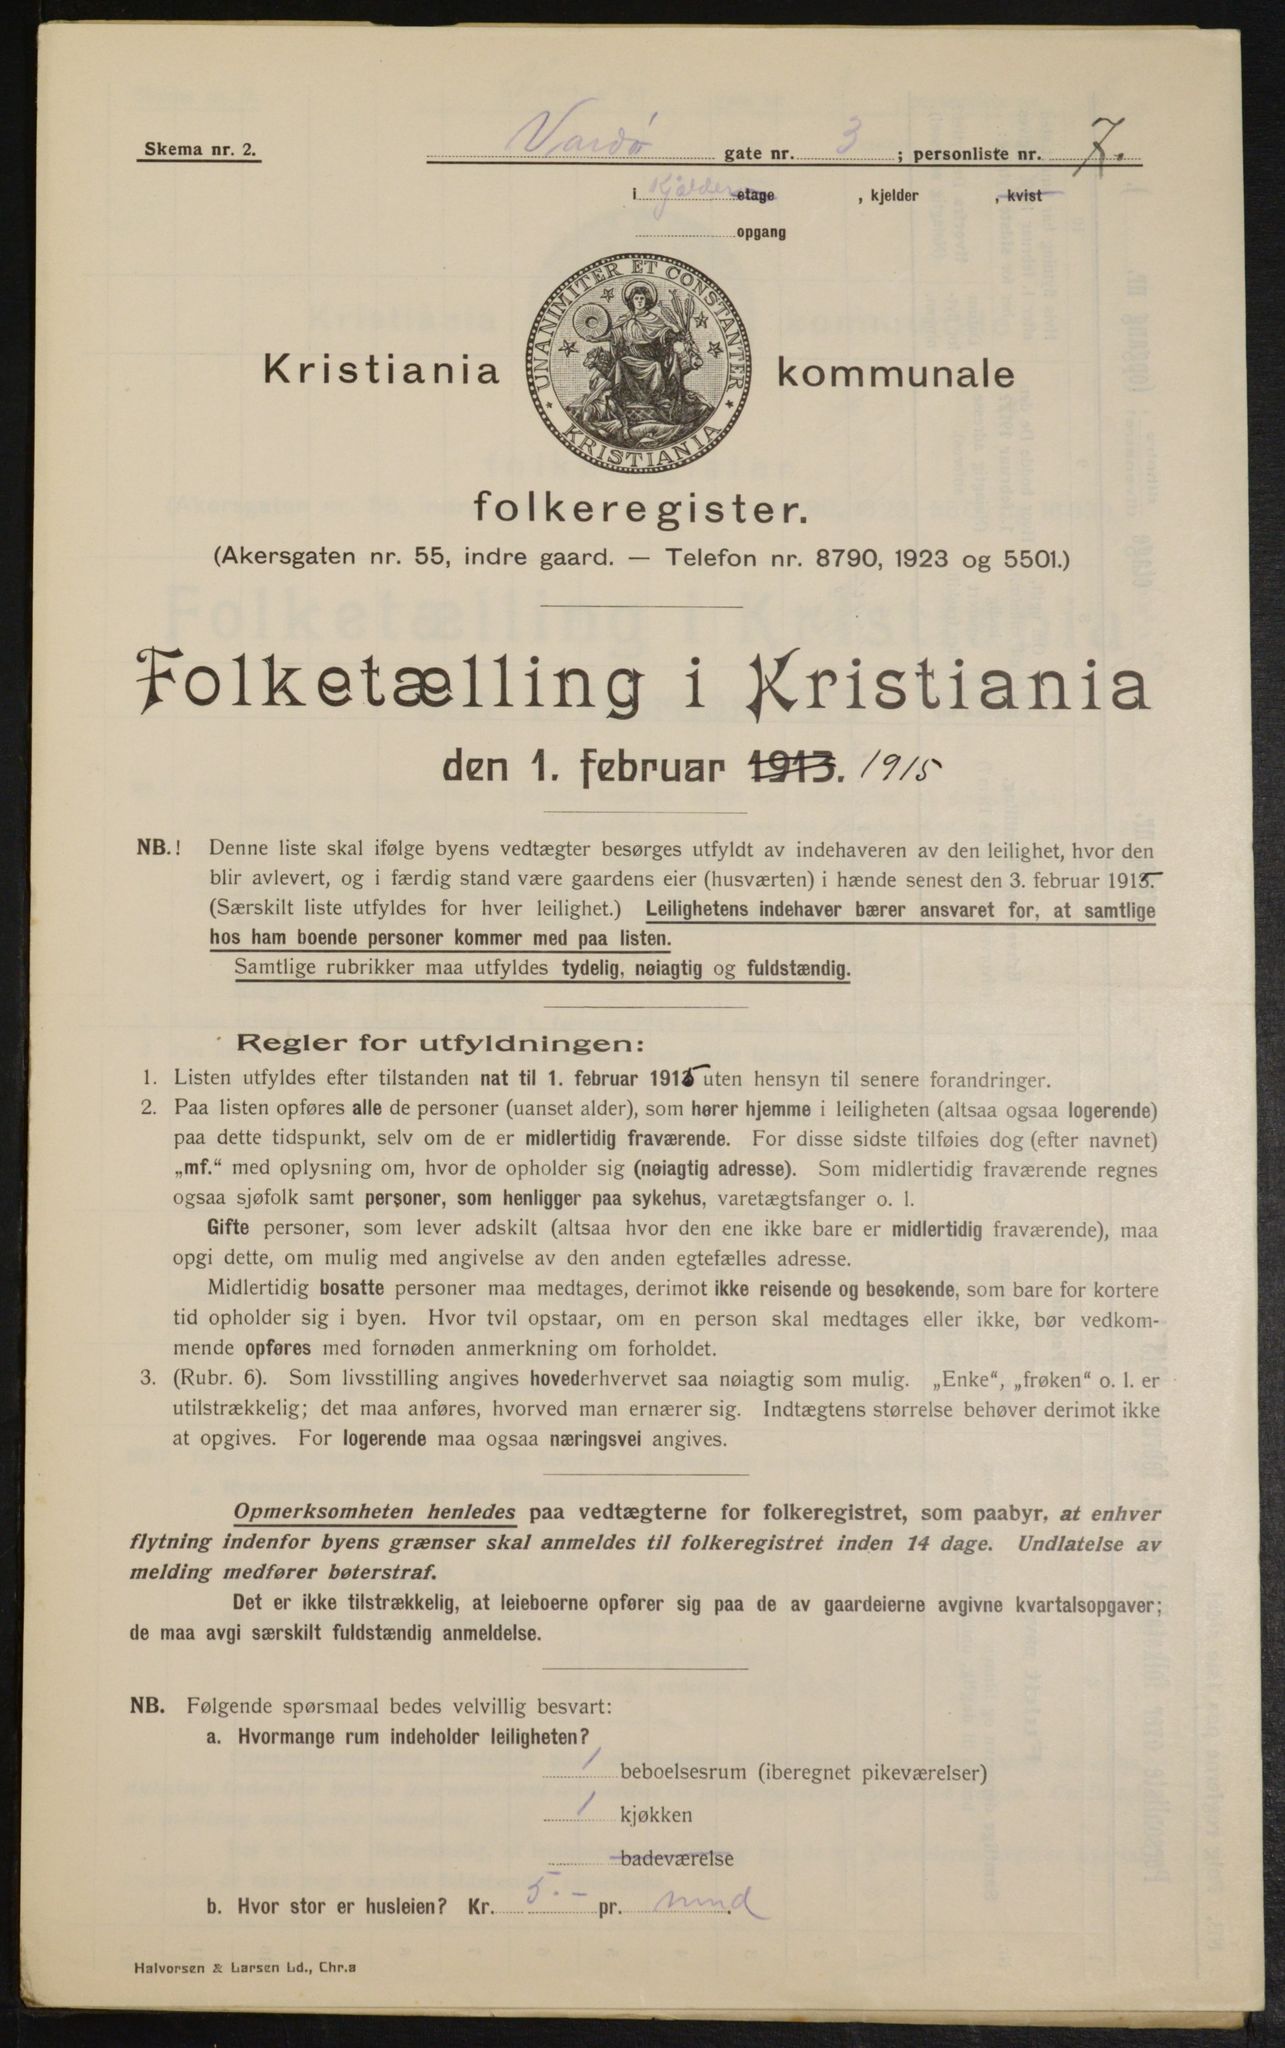 Skema nr. 2. Vardø gate nr. 3 ; personliste nr. 7.
i Kjelder etage , kjelder , kvist
opgang
UNANIMITER ET CONSTANTER
KRISTIANIA
Kristiania kommunale
folkeregister.
(Akersgaten nr. 55, indre gaard. — Telefon nr. 8790, 1923 og 5501.)
Folketælling i Kristiania
den 1. februar 1913. 1915
NB.! Denne liste skal ifølge byens vedtægter besørges utfyldt av indehaveren av den leilighet, hvor den
blir avlevert, og i færdig stand være gaardens eier (husværten) i hænde senest den 3. februar 1915.
(Særskilt liste utfyldes for hver leilighet.) Leilighetens indehaver bærer ansvaret for, at samtlige
hos ham boende personer kommer med paa listen.
Samtlige rubrikker maa utfyldes tydelig, nøiagtig og fuldstændig.
Regler for utfyldningen:
1. Listen utfyldes efter tilstanden nat til 1. februar 1915 uten hensyn til senere forandringer.
2. Paa listen opføres alle de personer (uanset alder), som hører hjemme i leiligheten (altsaa ogsaa logerende)
paa dette tidspunkt, selv om de er midlertidig fraværende. For disse sidste tilføies dog (efter navnet)
„mf.“ med oplysning om, hvor de opholder sig (nøiagtig adresse). Som midlertidig fraværende regnes
ogsaa sjøfolk samt personer, som henligger paa sykehus, varetægtsfanger o. l.
Gifte personer, som lever adskilt (altsaa hvor den ene ikke bare er midlertidig fraværende), maa
opgi dette, om mulig med angivelse av den anden egtefælles adresse.
Midlertidig bosatte personer maa medtages, derimot ikke reisende og besøkende, som bare for kortere
tid opholder sig i byen. Hvor tvil opstaar, om en person skal medtages eller ikke, bør vedkom-
mende opføres med fornøden anmerkning om forholdet.
3. (Rubr. 6). Som livsstilling angives hovederhvervet saa nøiagtig som mulig. „Enke“, „frøken“ o. l. er
utilstrækkelig; det maa anføres, hvorved man ernærer sig. Indtægtens størrelse behøver derimot ikke
at opgives. For logerende maa ogsaa næringsvei angives.
Opmerksomheten henledes paa vedtægterne for folkeregistret, som paabyr, at enhver
flytning indenfor byens grænser skal anmeldes til folkeregistret inden 14 dage. Undlatelse av
melding medfører bøterstraf.
Det er ikke tilstrækkelig, at leieboerne opfører sig paa de av gaardeierne avgivne kvartalsopgaver;
de maa avgi særskilt fuldstændig anmeldelse.
NB. Følgende spørsmaal bedes velvillig besvart:
a. Hvormange rum indeholder leiligheten?
1 beboelsesrum (iberegnet pikeværelser)
1 kjøkken
badeværelse
b. Hvor stor er husleien? Kr. 5.- pr. mnd.
Halvorsen & Larsen Ld., Chr.a